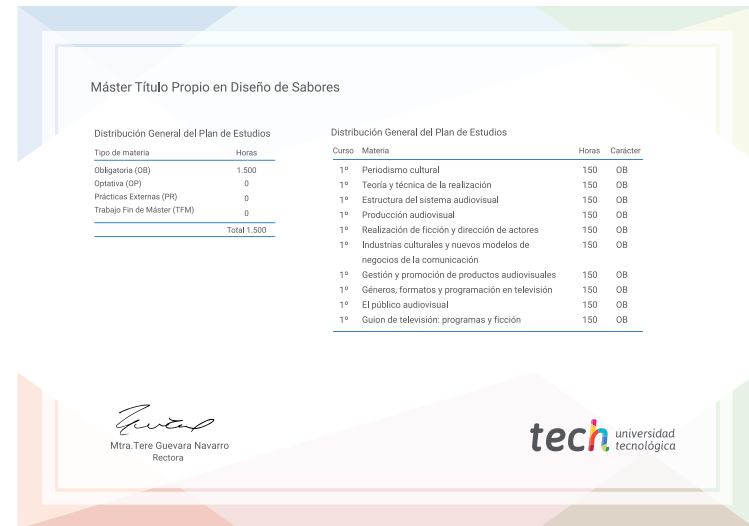 Máster Título Propio en Diseño de Sabores
Distribución General del Plan de Estudios
Tipo de materia Horas
Obligatoria (OB) 1.500
Optativa (OP) 0
Prácticas Externas (PR) 0
Trabajo Fin de Máster (TFM) 0
Total 1.500
Distribución General del Plan de Estudios
Curso Materia Horas Carácter
1º Periodismo cultural 150 OB
1º Teoría y técnica de la realización 150 OB
1º Estructura del sistema audiovisual 150 OB
1º Producción audiovisual 150 OB
1º Realización de ficción y dirección de actores 150 OB
1º Industrias culturales y nuevos modelos de 150 OB
negocios de la comunicación
1º Gestión y promoción de productos audiovisuales 150 OB
1º Géneros, formatos y programación en televisión 150 OB
1º El público audiovisual 150 OB
1º Guion de televisión: programas y ficción 150 OB
Mtra.Tere Guevara Navarro
Rectora
tech universidad
tecnológica